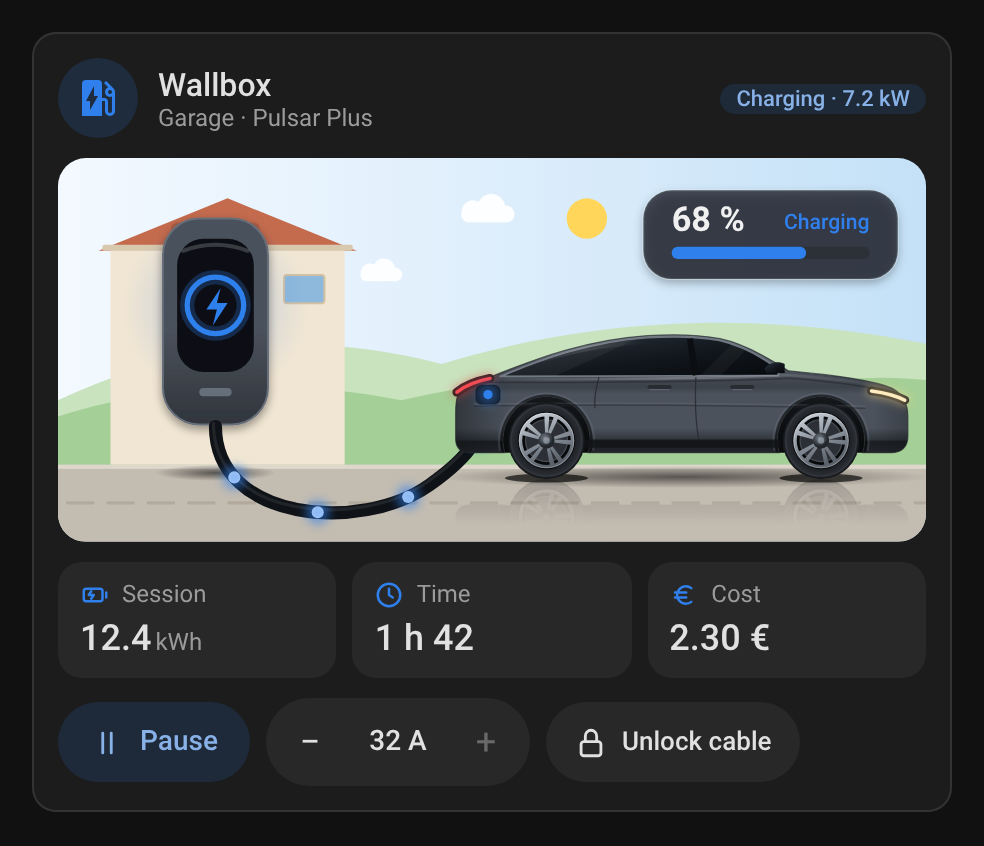 Wallbox
Garage · Pulsar Plus
Charging · 7.2 kW
68 %
Charging
Session
12.4 kWh
Time
1 h 42
Cost
2.30 €
Pause
− 32 A +
Unlock cable